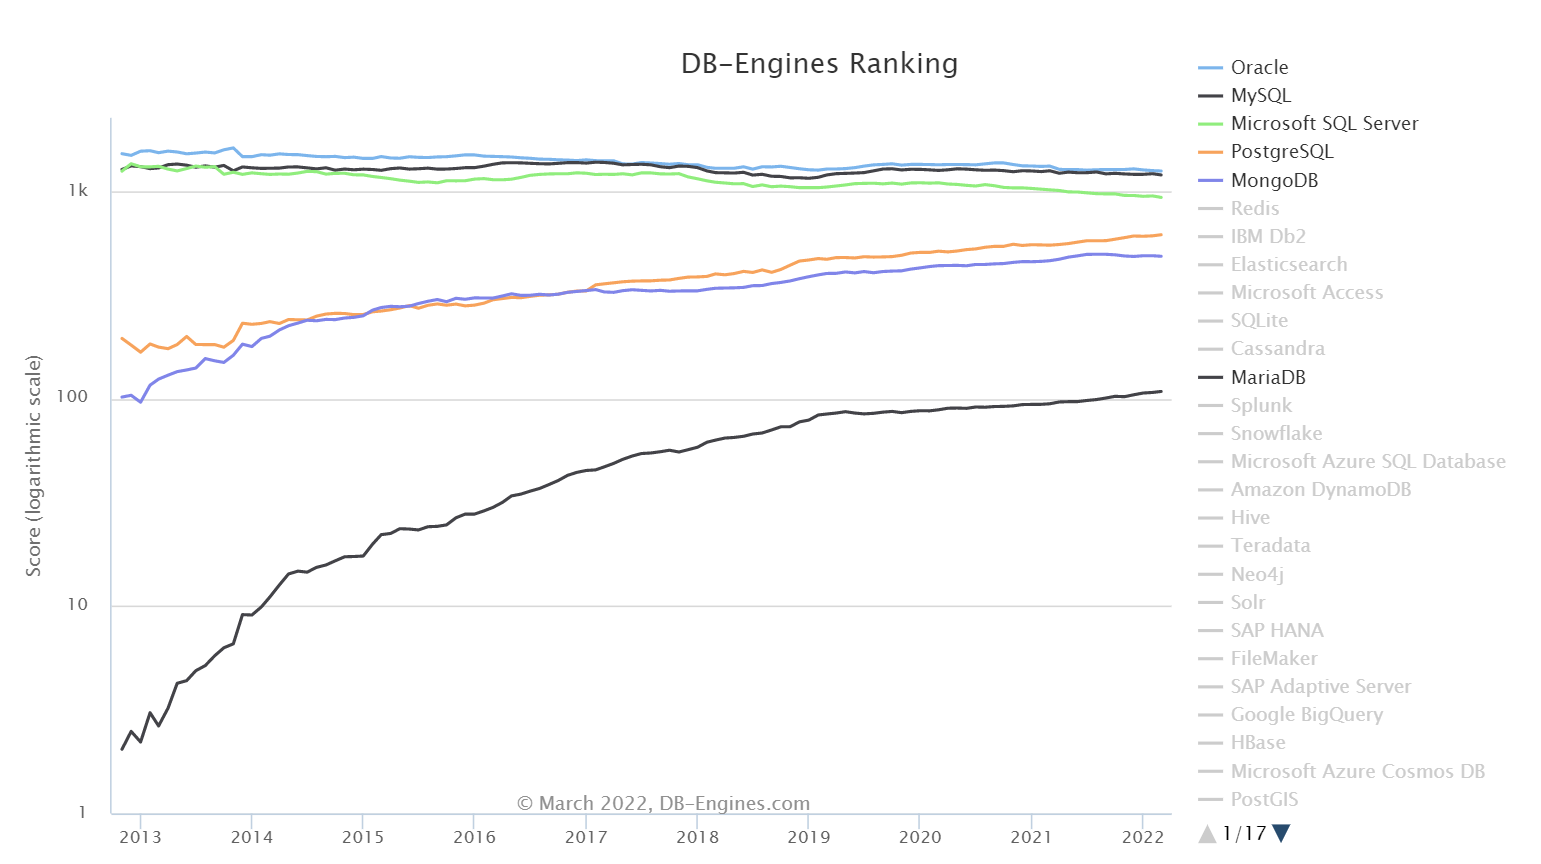 DB-Engines Ranking
Score (logarithmic scale)
1k
100
10
1
2013
2014
2015
2016
2017
2018
2019
2020
2021
2022
© March 2022, DB-Engines.com
Oracle
MySQL
Microsoft SQL Server
PostgreSQL
MongoDB
Redis
IBM Db2
Elasticsearch
Microsoft Access
SQLite
Cassandra
MariaDB
Splunk
Snowflake
Microsoft Azure SQL Database
Amazon DynamoDB
Hive
Teradata
Neo4j
Solr
SAP HANA
FileMaker
SAP Adaptive Server
Google BigQuery
HBase
Microsoft Azure Cosmos DB
PostGIS
1/17